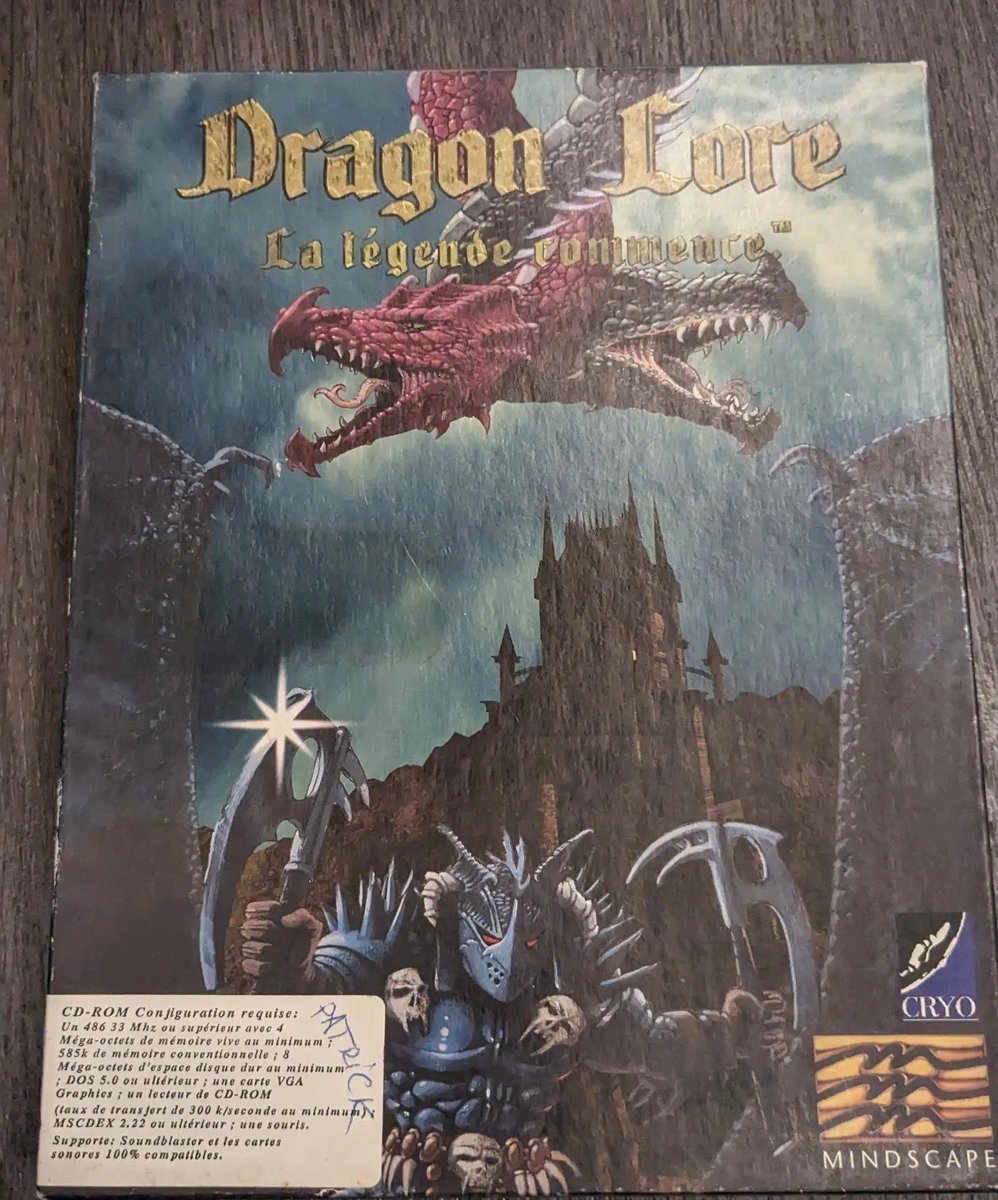 Dragon Lore
La légende commence.™
CD-ROM Configuration requise:
Un 486 33 Mhz ou supérieur avec 4
Méga-octets de mémoire vive au minimum ;
585k de mémoire conventionnelle ; 8
Méga-octets d'espace disque dur au minimum
; DOS 5.0 ou ultérieur ; une carte VGA
Graphics ; un lecteur de CD-ROM
(taux de transfert de 300 k/seconde au minimum)
MSCDEX 2.22 ou ultérieur ; une souris.
Supporte: Soundblaster et les cartes
sonores 100% compatibles.
PATRICK
CRYO
MINDSCAPE